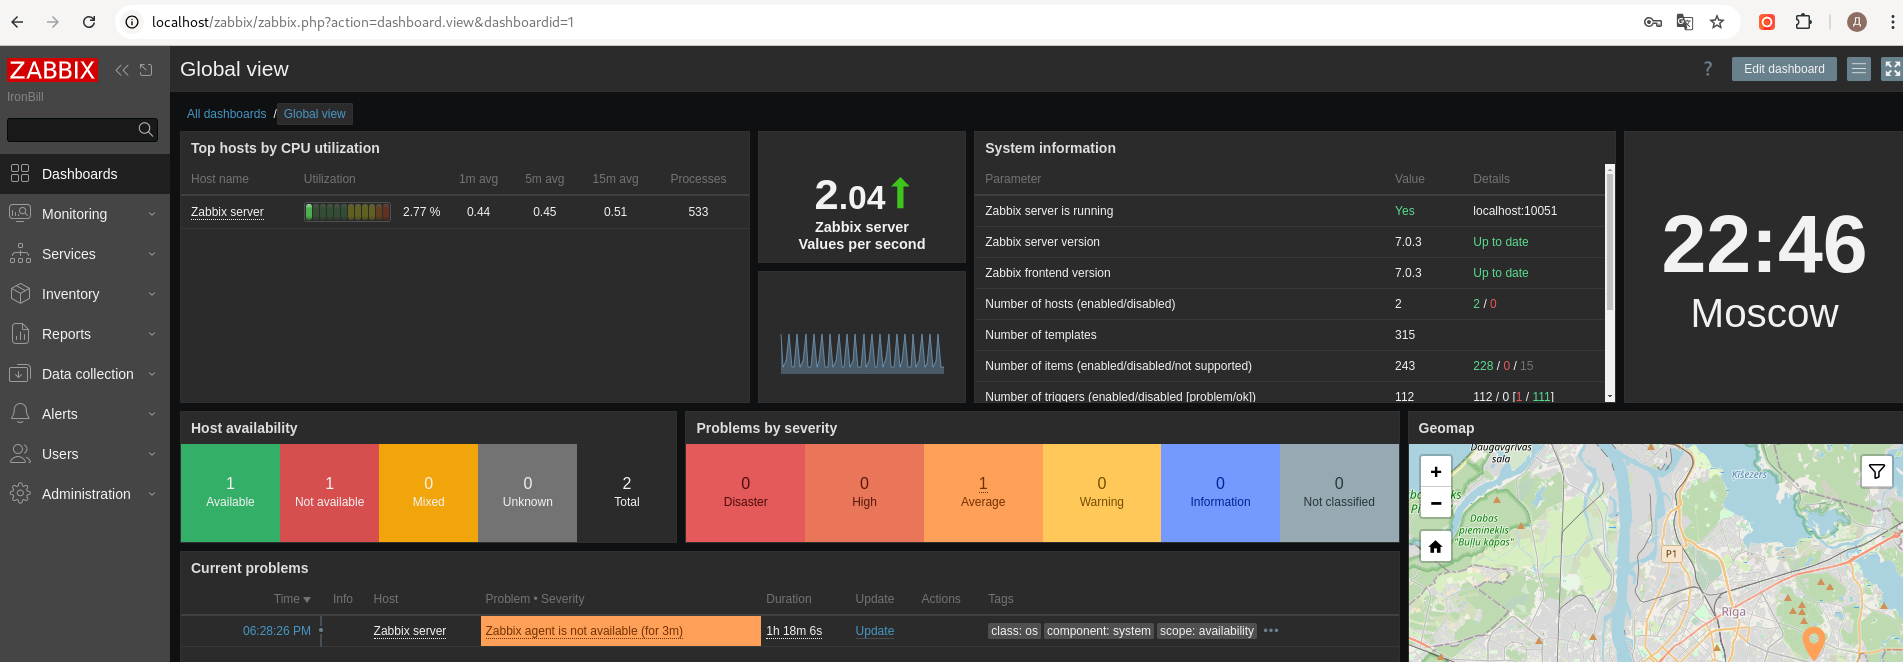 localhost/zabbix/zabbix.php?action=dashboard.view&dashboardid=1
Д
ZABBIX
IronBill
Dashboards
Monitoring
Services
Inventory
Reports
Data collection
Alerts
Users
Administration
Global view
? Edit dashboard
All dashboards / Global view
Top hosts by CPU utilization
Host name Utilization 1m avg 5m avg 15m avg Processes
Zabbix server 2.77 % 0.44 0.45 0.51 533
2.04
Zabbix server
Values per second
System information
Parameter Value Details
Zabbix server is running Yes localhost:10051
Zabbix server version 7.0.3 Up to date
Zabbix frontend version 7.0.3 Up to date
Number of hosts (enabled/disabled) 2 2 / 0
Number of templates 315
Number of items (enabled/disabled/not supported) 243 228 / 0 / 15
Number of triggers (enabled/disabled [problem/ok]) 112 112 / 0 [1 / 111]
22:46
Moscow
Host availability
1 Available
1 Not available
0 Mixed
0 Unknown
2 Total
Problems by severity
0 Disaster
0 High
1 Average
0 Warning
0 Information
0 Not classified
Current problems
Time Info Host Problem • Severity Duration Update Actions Tags
06:28:26 PM Zabbix server Zabbix agent is not available (for 3m) 1h 18m 6s Update class: os component: system scope: availability •••
Geomap
+
−
Daugavgrīvas
sala
Ķīšezers
Dabas
piemineklis
"Buļļu kāpas"
P1
Rīga